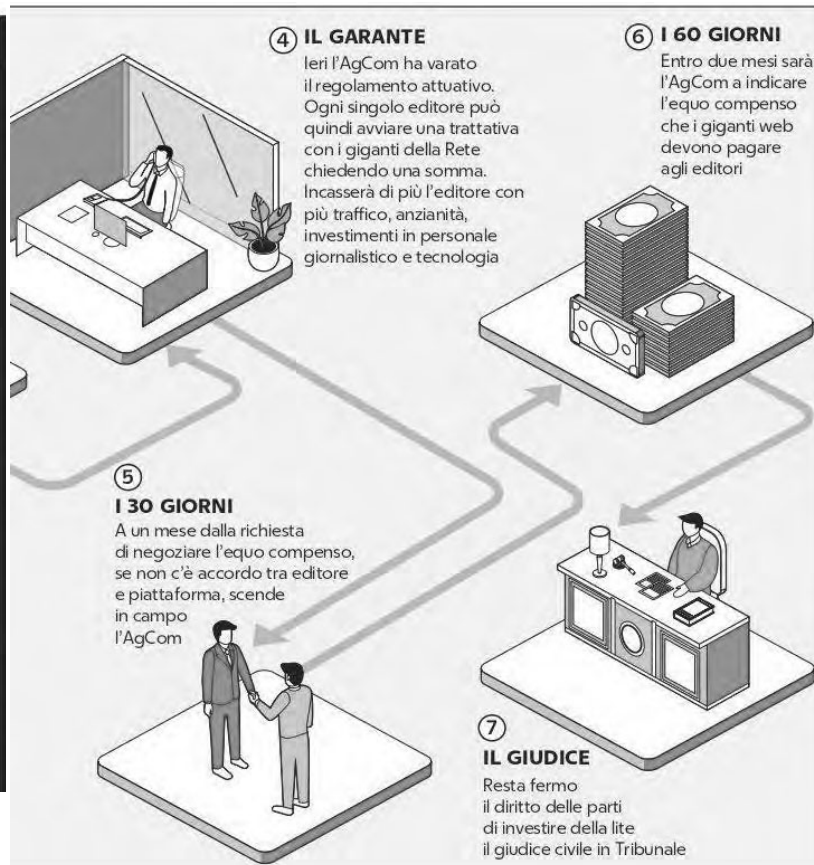 4 IL GARANTE
Ieri l'AgCom ha varato
il regolamento attuativo.
Ogni singolo editore può
quindi avviare una trattativa
con i giganti della Rete
chiedendo una somma.
Incasserà di più l'editore con
più traffico, anzianità,
investimenti in personale
giornalistico e tecnologia
5
I 30 GIORNI
A un mese dalla richiesta
di negoziare l'equo compenso,
se non c'è accordo tra editore
e piattaforma, scende
in campo
l'AgCom
6 I 60 GIORNI
Entro due mesi sarà
l'AgCom a indicare
l'equo compenso
che i giganti web
devono pagare
agli editori
7
IL GIUDICE
Resta fermo
il diritto delle parti
di investire della lite
il giudice civile in Tribunale